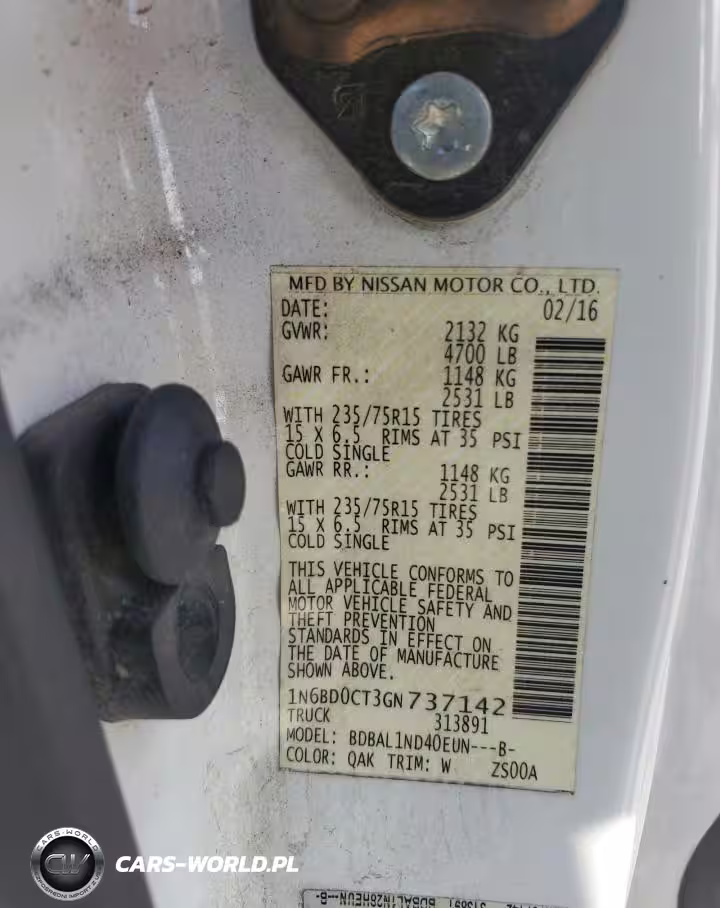 MFD BY NISSAN MOTOR CO., LTD.
DATE: 02/16
GVWR: 2132 KG
4700 LB
GAWR FR.: 1148 KG
2531 LB
WITH 235/75R15 TIRES
15 X 6.5 RIMS AT 35 PSI
COLD SINGLE
GAWR RR.: 1148 KG
2531 LB
WITH 235/75R15 TIRES
15 X 6.5 RIMS AT 35 PSI
COLD SINGLE
THIS VEHICLE CONFORMS TO
ALL APPLICABLE FEDERAL
MOTOR VEHICLE SAFETY AND
THEFT PREVENTION
STANDARDS IN EFFECT ON
THE DATE OF MANUFACTURE
SHOWN ABOVE.
1N6BD0CT3GN737142
TRUCK 313891
MODEL: BDBAL1ND40EUN---B-
COLOR: QAK TRIM: W ZS00A
CARS-WORLD
CW
CARS-WORLD.PL